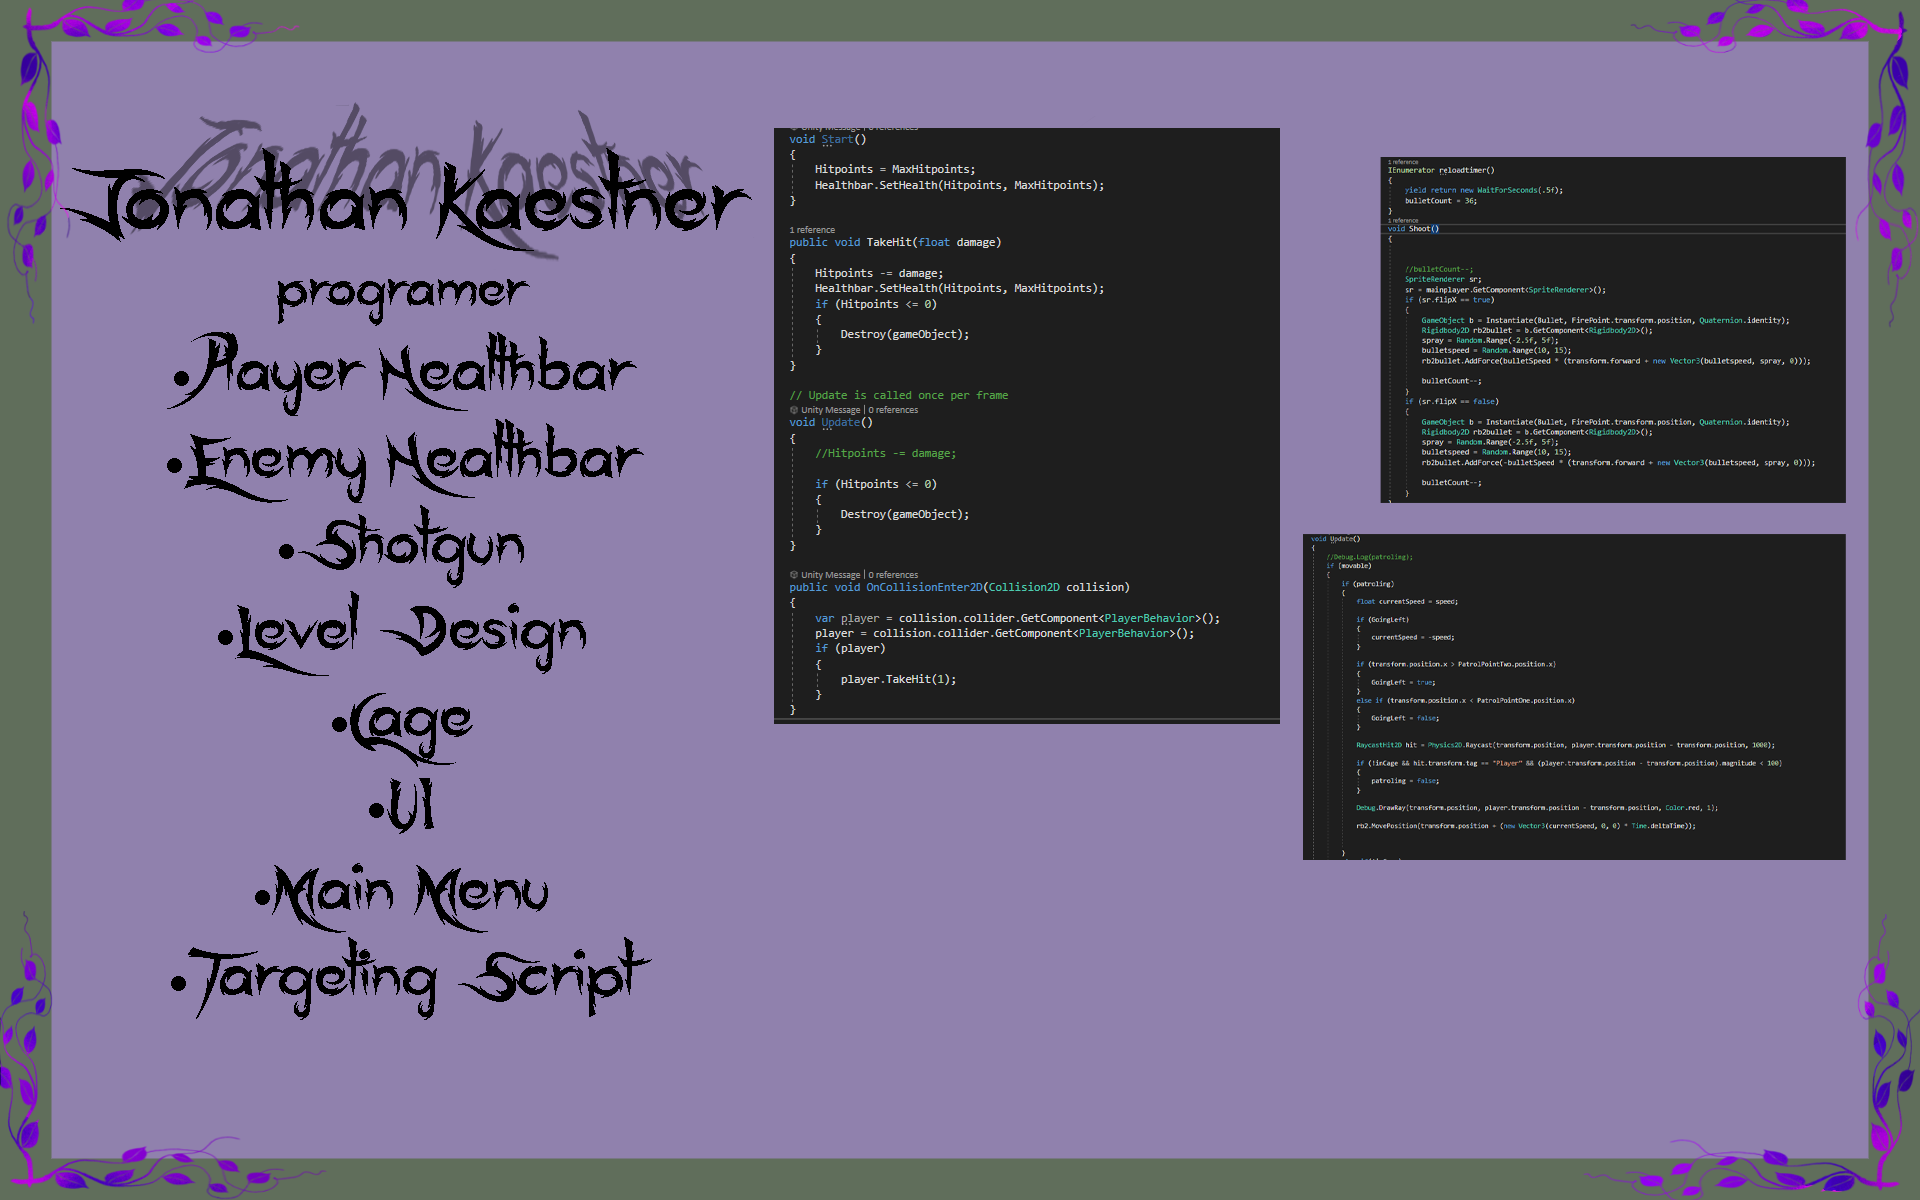 Jonathan Kaestner
programer
•Player Healthbar
•Enemy Healthbar
•Shotgun
•Level Design
•Cage
•UI
•Main Menu
•Targeting Script
Unity Message | 0 references
void Start()
{
Hitpoints = MaxHitpoints;
Healthbar.SetHealth(Hitpoints, MaxHitpoints);
}
1 reference
public void TakeHit(float damage)
{
Hitpoints -= damage;
Healthbar.SetHealth(Hitpoints, MaxHitpoints);
if (Hitpoints <= 0)
{
Destroy(gameObject);
}
}
// Update is called once per frame
Unity Message | 0 references
void Update()
{
//Hitpoints -= damage;
if (Hitpoints <= 0)
{
Destroy(gameObject);
}
}
Unity Message | 0 references
public void OnCollisionEnter2D(Collision2D collision)
{
var player = collision.collider.GetComponent<PlayerBehavior>();
player = collision.collider.GetComponent<PlayerBehavior>();
if (player)
{
player.TakeHit(1);
}
}
1 reference
IEnumerator reloadtimer()
{
yield return new WaitForSeconds(.5f);
bulletCount = 36;
}
1 reference
void Shoot()
{
//bulletCount--;
SpriteRenderer sr;
sr = mainplayer.GetComponent<SpriteRenderer>();
if (sr.flipX == true)
{
GameObject b = Instantiate(Bullet, FirePoint.transform.position, Quaternion.identity);
Rigidbody2D rb2bullet = b.GetComponent<Rigidbody2D>();
spray = Random.Range(-2.5f, 5f);
bulletspeed = Random.Range(10, 15);
rb2bullet.AddForce(bulletSpeed * (transform.forward + new Vector3(bulletspeed, spray, 0)));
bulletCount--;
}
if (sr.flipX == false)
{
GameObject b = Instantiate(Bullet, FirePoint.transform.position, Quaternion.identity);
Rigidbody2D rb2bullet = b.GetComponent<Rigidbody2D>();
spray = Random.Range(-2.5f, 5f);
bulletspeed = Random.Range(10, 15);
rb2bullet.AddForce(-bulletSpeed * (transform.forward + new Vector3(bulletspeed, spray, 0)));
bulletCount--;
}
void Update()
{
//Debug.Log(patroling);
if (movable)
{
if (patroling)
{
float currentSpeed = speed;
if (GoingLeft)
{
currentSpeed = -speed;
}
if (transform.position.x > PatrolPointTwo.position.x)
{
GoingLeft = true;
}
else if (transform.position.x < PatrolPointOne.position.x)
{
GoingLeft = false;
}
RaycastHit2D hit = Physics2D.Raycast(transform.position, player.transform.position - transform.position, 1000);
if (!inCage && hit.transform.tag == "Player" && (player.transform.position - transform.position).magnitude < 100)
{
patroling = false;
}
Debug.DrawRay(transform.position, player.transform.position - transform.position, Color.red, 1);
rb2.MovePosition(transform.position + (new Vector3(currentSpeed, 0, 0) * Time.deltaTime));
}